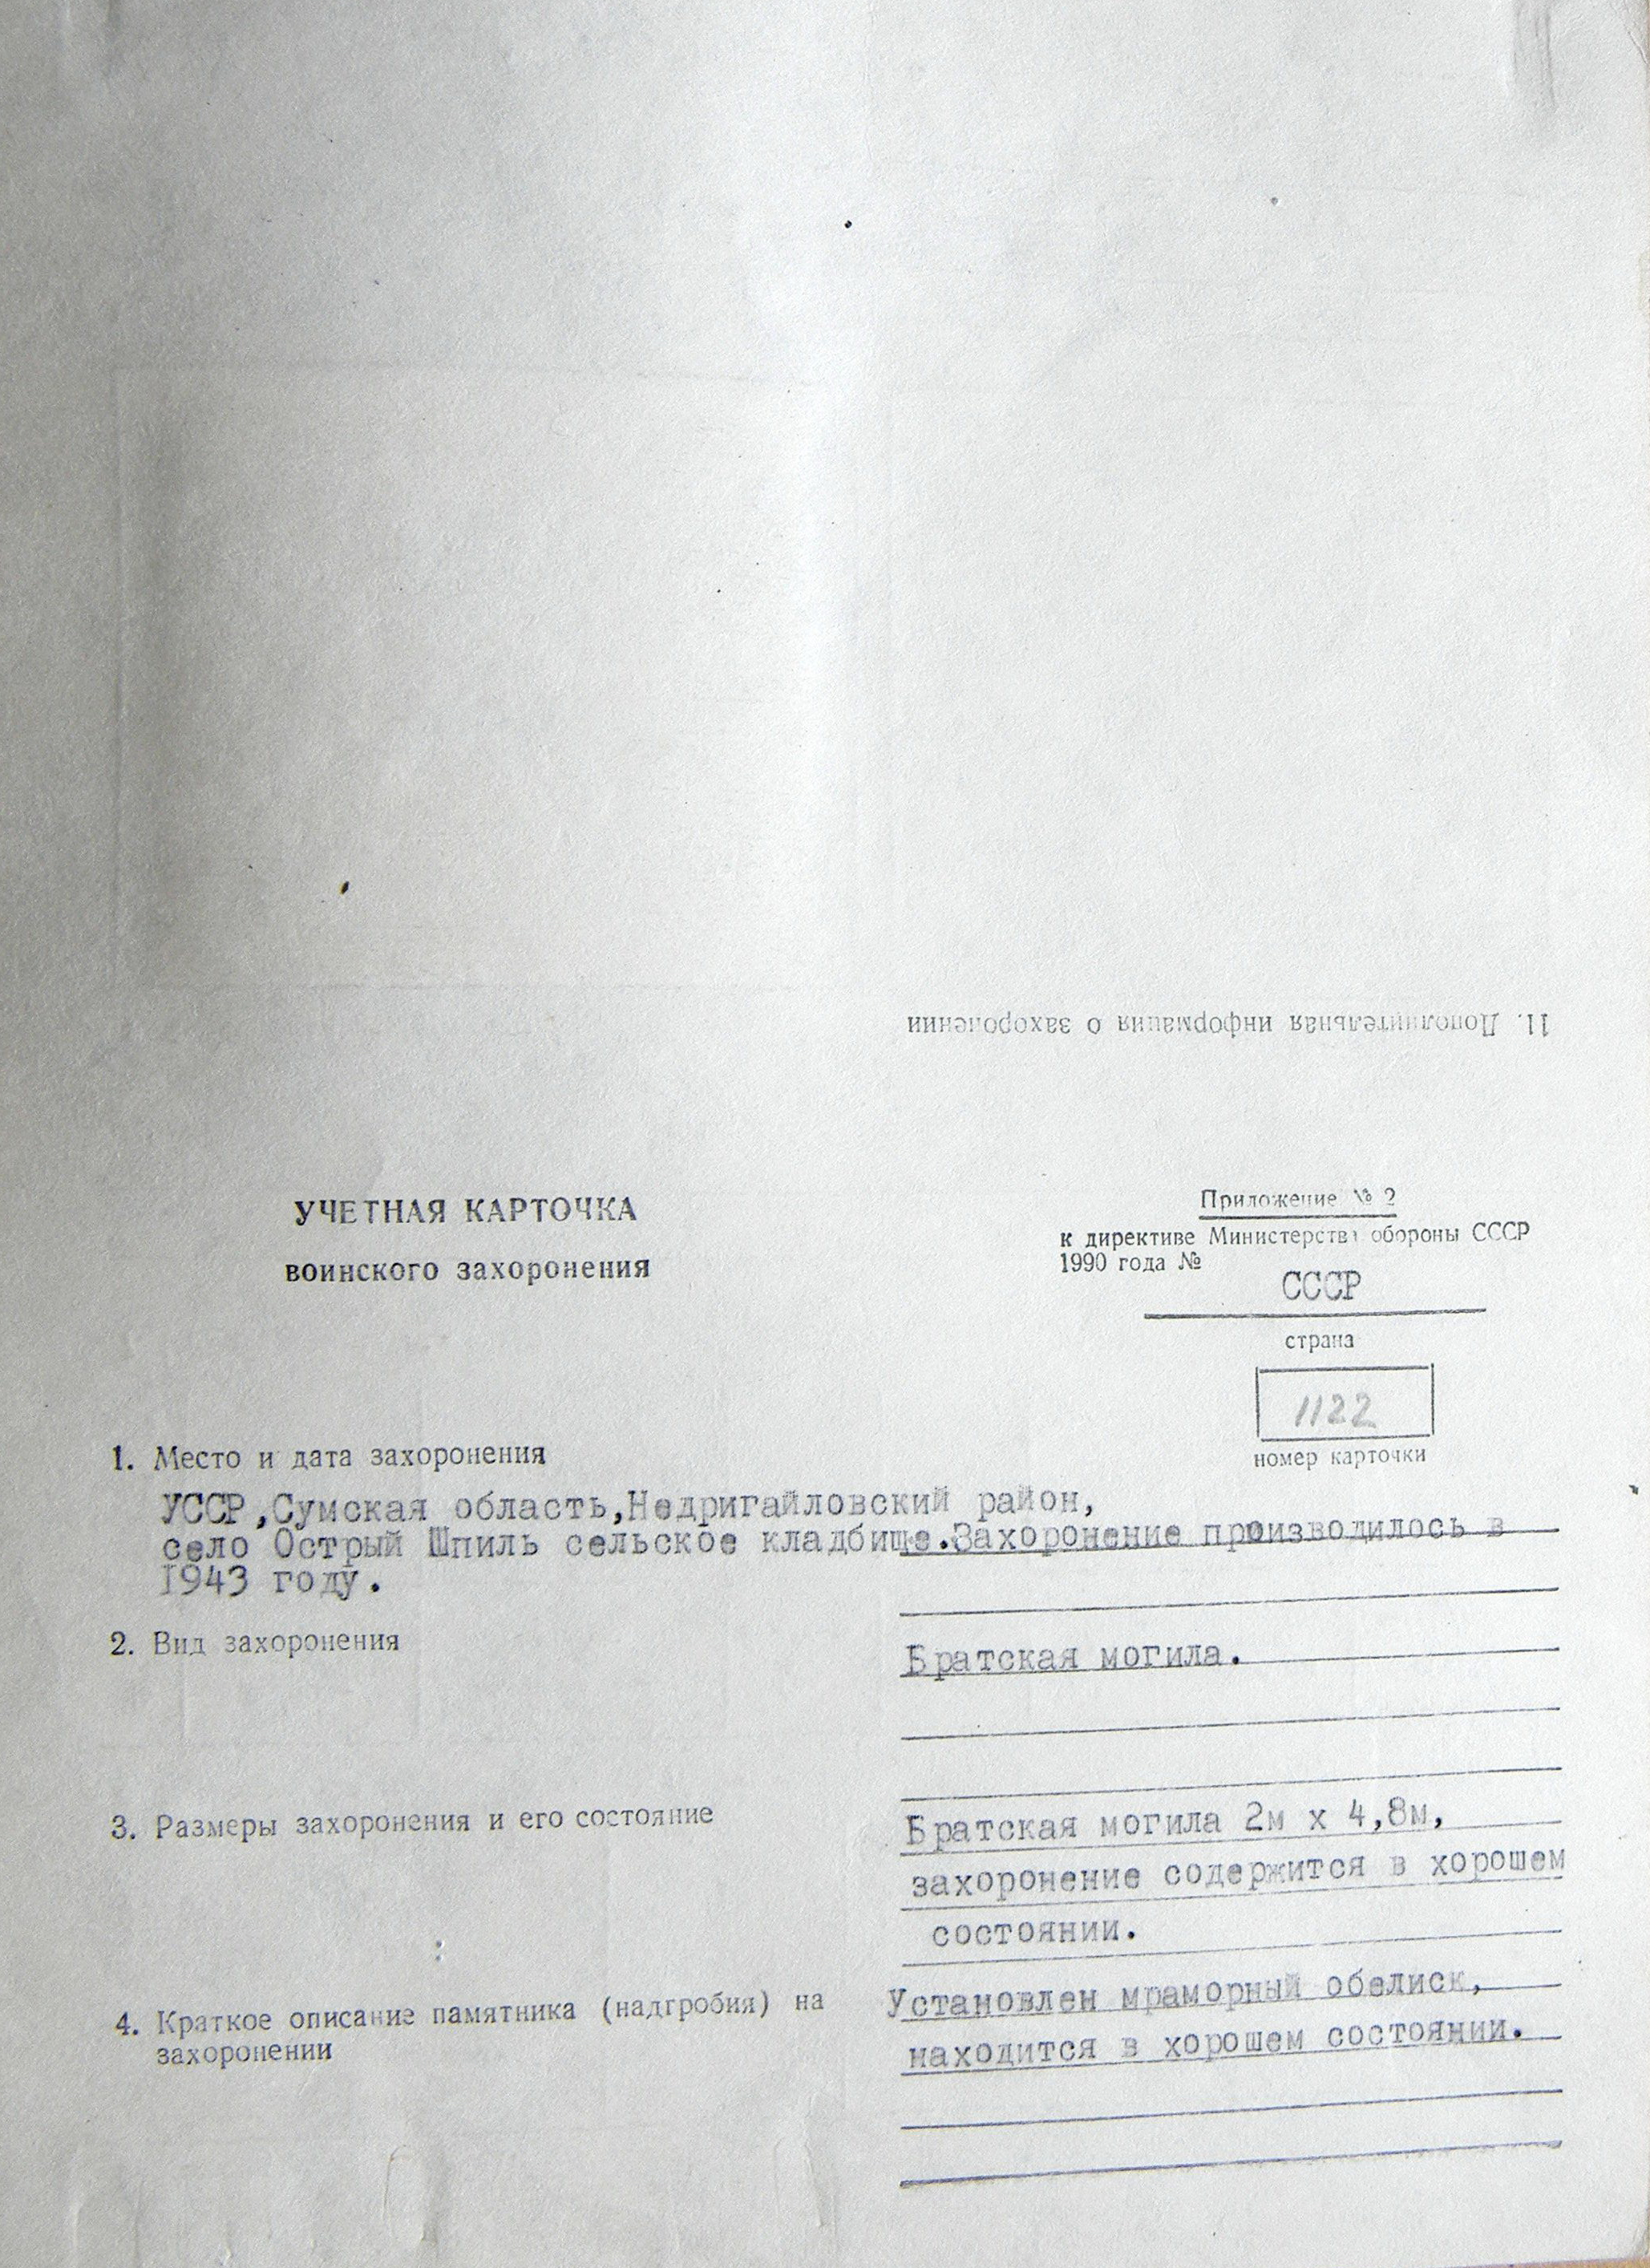 11. Дополнительная информация о захоронении
УЧЕТНАЯ КАРТОЧКА
воинского захоронения
Приложение № 2
к директиве Министерства обороны СССР
1990 года №
СССР
страна
1122
номер карточки
1. Место и дата захоронения
УССР,Сумская область,Недригайловский район,
село Острый Шпиль сельское кладбище.Захоронение производилось в
1943 году.
2. Вид захоронения
Братская могила.
3. Размеры захоронения и его состояние
Братская могила 2м х 4,8м,
захоронение содержится в хорошем
состоянии.
4. Краткое описание памятника (надгробия) на
захоронении
Установлен мраморный обелиск,
находится в хорошем состоянии.